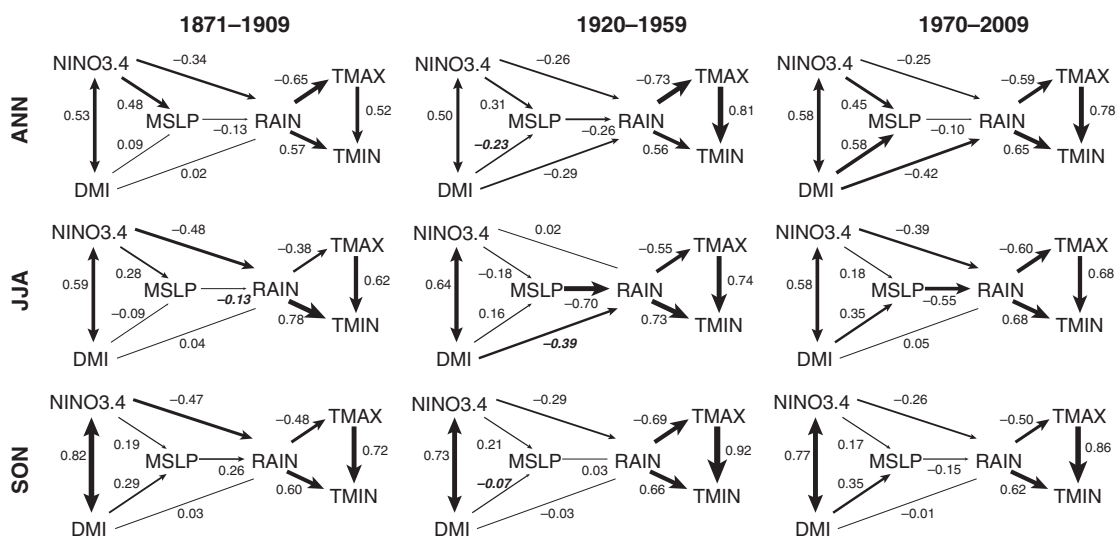 1871–1909 1920–1959 1970–2009
ANN
NINO3.4 –0.34 –0.65 TMAX
0.53 0.48 MSLP –0.13 RAIN 0.52
0.09 0.57 TMIN
DMI 0.02
NINO3.4 –0.26 –0.73 TMAX
0.50 0.31 MSLP –0.26 RAIN 0.81
–0.23 0.56 TMIN
DMI –0.29
NINO3.4 –0.25 –0.59 TMAX
0.58 0.45 MSLP –0.10 RAIN 0.78
0.58 0.65 TMIN
DMI –0.42
JJA
NINO3.4 –0.48 –0.38 TMAX
0.59 0.28 MSLP –0.13 RAIN 0.62
–0.09 0.78 TMIN
DMI 0.04
NINO3.4 0.02 –0.55 TMAX
0.64 –0.18 MSLP –0.70 RAIN 0.74
0.16 0.73 TMIN
DMI –0.39
NINO3.4 –0.39 –0.60 TMAX
0.58 0.18 MSLP –0.55 RAIN 0.68
0.35 0.68 TMIN
DMI 0.05
SON
NINO3.4 –0.47 –0.48 TMAX
0.82 0.19 MSLP 0.26 RAIN 0.72
0.29 0.60 TMIN
DMI 0.03
NINO3.4 –0.29 –0.69 TMAX
0.73 0.21 MSLP 0.03 RAIN 0.92
–0.07 0.66 TMIN
DMI –0.03
NINO3.4 –0.26 –0.50 TMAX
0.77 0.17 MSLP –0.15 RAIN 0.86
0.35 0.62 TMIN
DMI –0.01